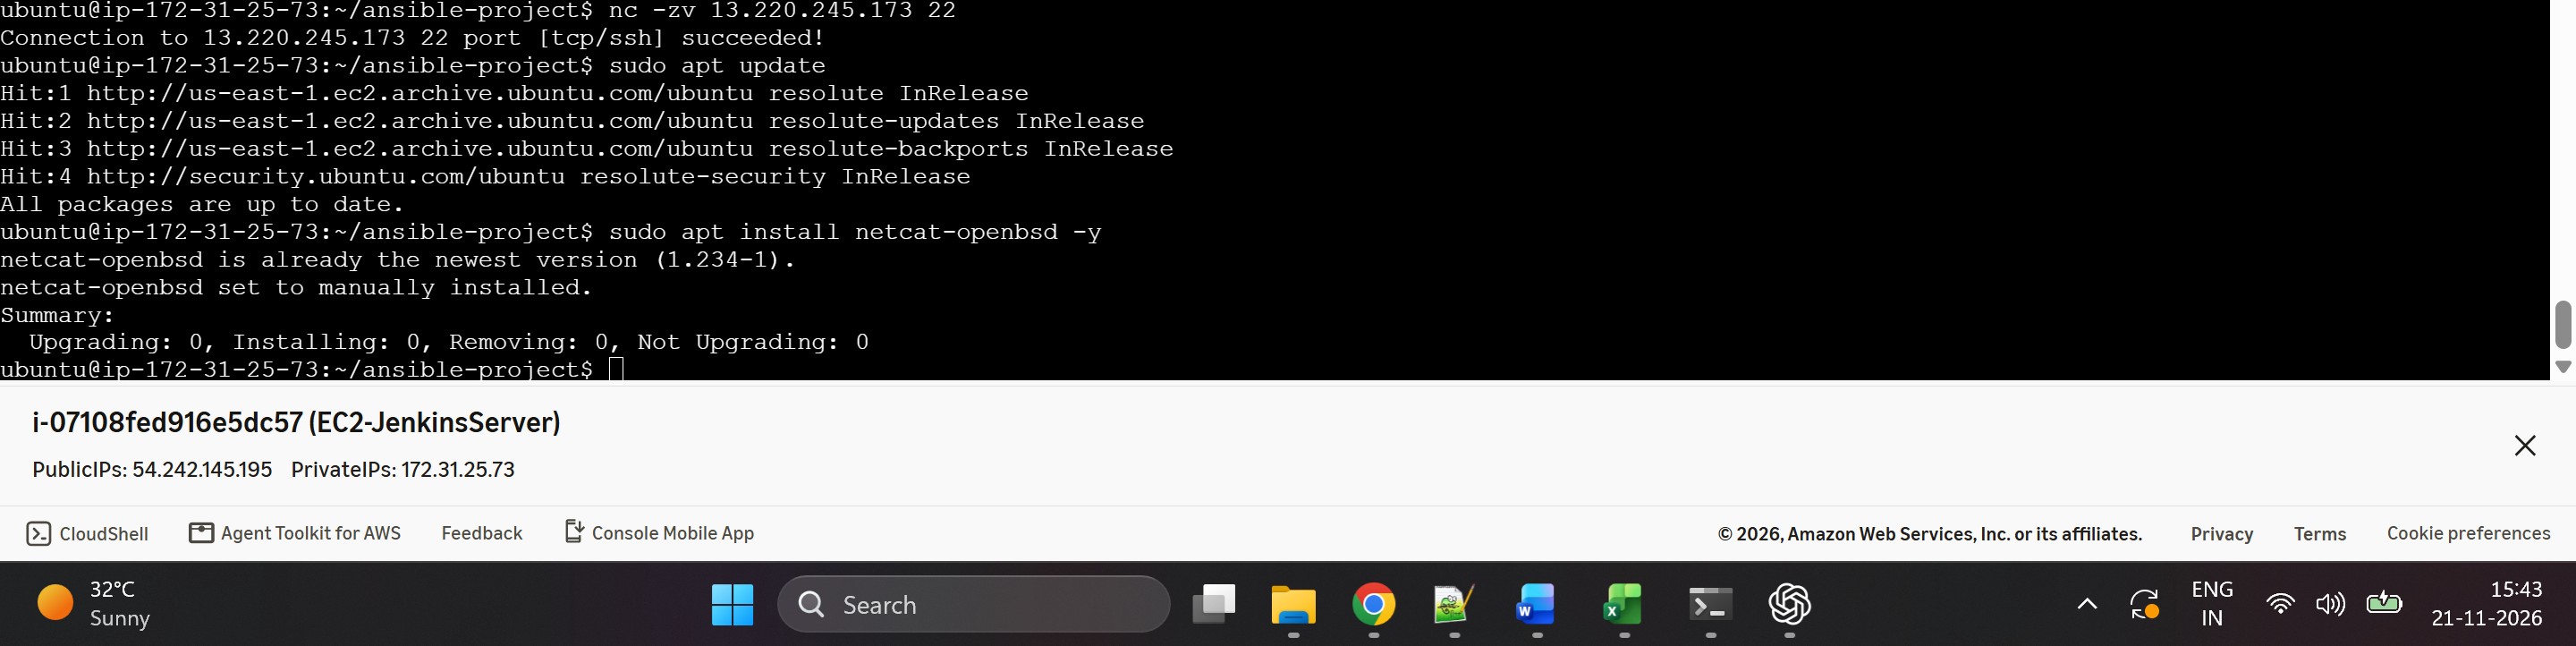 ubuntu@ip-172-31-25-73:~/ansible-project$ nc -zv 13.220.245.173 22
Connection to 13.220.245.173 22 port [tcp/ssh] succeeded!
ubuntu@ip-172-31-25-73:~/ansible-project$ sudo apt update
Hit:1 http://us-east-1.ec2.archive.ubuntu.com/ubuntu resolute InRelease
Hit:2 http://us-east-1.ec2.archive.ubuntu.com/ubuntu resolute-updates InRelease
Hit:3 http://us-east-1.ec2.archive.ubuntu.com/ubuntu resolute-backports InRelease
Hit:4 http://security.ubuntu.com/ubuntu resolute-security InRelease
All packages are up to date.
ubuntu@ip-172-31-25-73:~/ansible-project$ sudo apt install netcat-openbsd -y
netcat-openbsd is already the newest version (1.234-1).
netcat-openbsd set to manually installed.
Summary:
  Upgrading: 0, Installing: 0, Removing: 0, Not Upgrading: 0
ubuntu@ip-172-31-25-73:~/ansible-project$
i-07108fed916e5dc57 (EC2-JenkinsServer)
PublicIPs: 54.242.145.195 PrivateIPs: 172.31.25.73
CloudShell Agent Toolkit for AWS Feedback Console Mobile App © 2026, Amazon Web Services, Inc. or its affiliates. Privacy Terms Cookie preferences
32°C
Sunny
Search
ENG
IN
15:43
21-11-2026